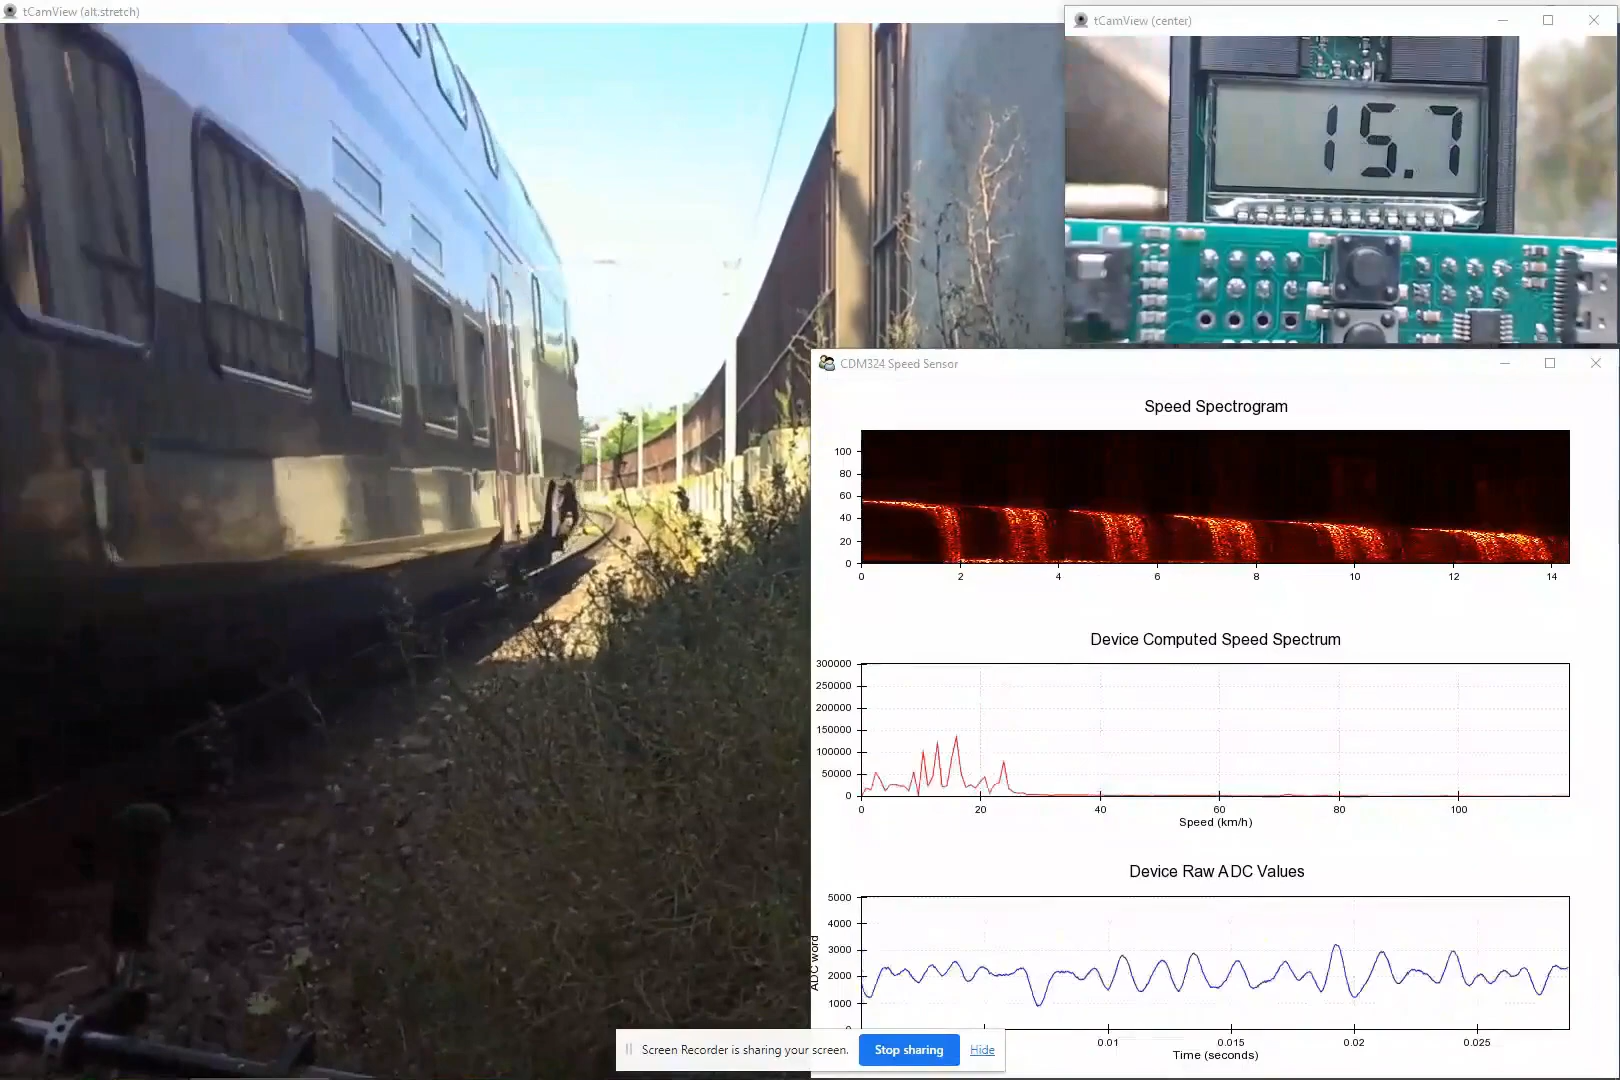 tCamView (alt.stretch)
tCamView (center)
15.7
CDM324 Speed Sensor
Speed Spectrogram
100
80
60
40
20
0
0 2 4 6 8 10 12 14
Device Computed Speed Spectrum
300000
250000
200000
150000
100000
50000
0
0 20 40 60 80 100
Speed (km/h)
Device Raw ADC Values
5000
4000
3000
2000
1000
ADC word
0.01 0.015 0.02 0.025
Time (seconds)
Screen Recorder is sharing your screen.
Stop sharing
Hide